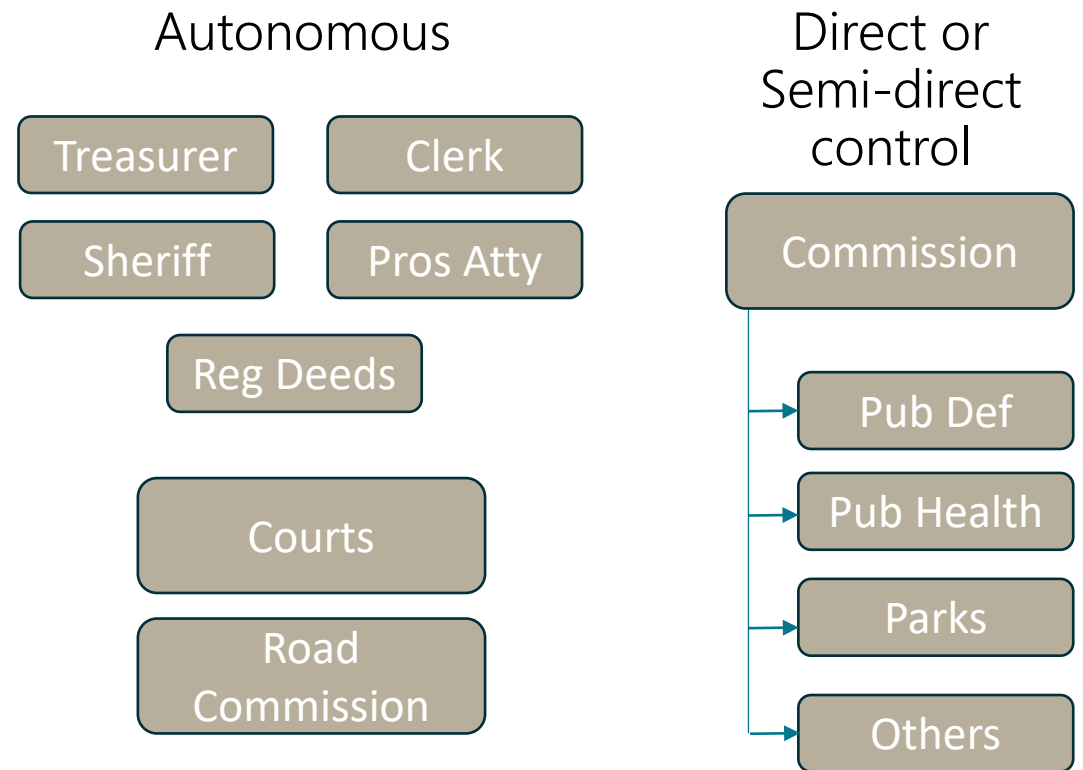 Autonomous
Treasurer
Clerk
Sheriff
Pros Atty
Reg Deeds
Courts
Road
Commission
Direct or
Semi-direct
control
Commission
Pub Def
Pub Health
Parks
Others